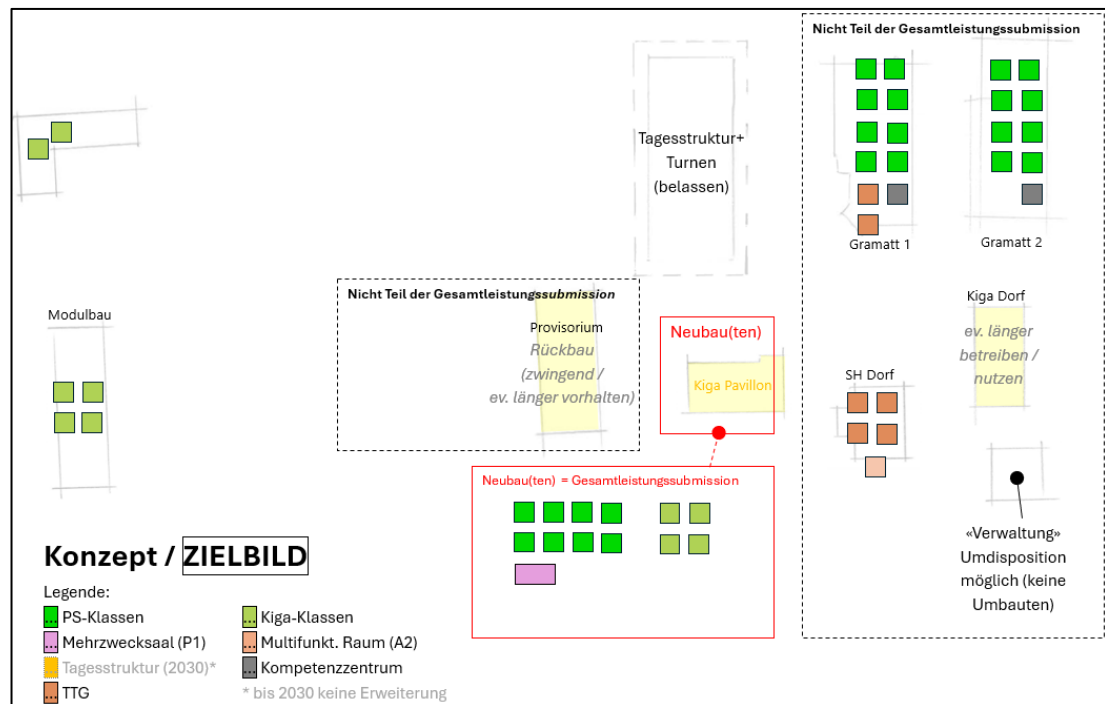 Nicht Teil der Gesamtleistungssubmission
Tagesstruktur+
Turnen
(belassen)
Gramatt 1
Gramatt 2
Nicht Teil der Gesamtleistungssubmission
Provisorium
Rückbau
(zwingend /
ev. länger vorhalten)
Neubau(ten)
Kiga Pavillon
Modulbau
Kiga Dorf
ev. länger
betreiben /
nutzen
SH Dorf
Neubau(ten) = Gesamtleistungssubmission
«Verwaltung»
Umdisposition
möglich (keine
Umbauten)
Konzept / ZIELBILD
Legende:
... PS-Klassen
... Kiga-Klassen
... Mehrzwecksaal (P1)
... Multifunkt. Raum (A2)
... Tagesstruktur (2030)*
... Kompetenzzentrum
... TTG
* bis 2030 keine Erweiterung